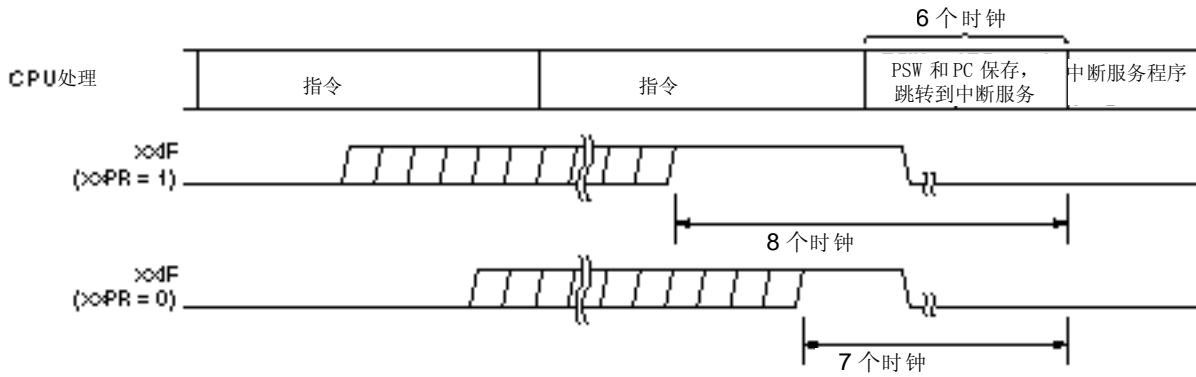 6 个时钟
CPU处理
指令
指令
PSW 和 PC 保存,
跳转到中断服务
中断服务程序
××IF
(××PR = 1)
8 个时钟
××IF
(××PR = 0)
7 个时钟